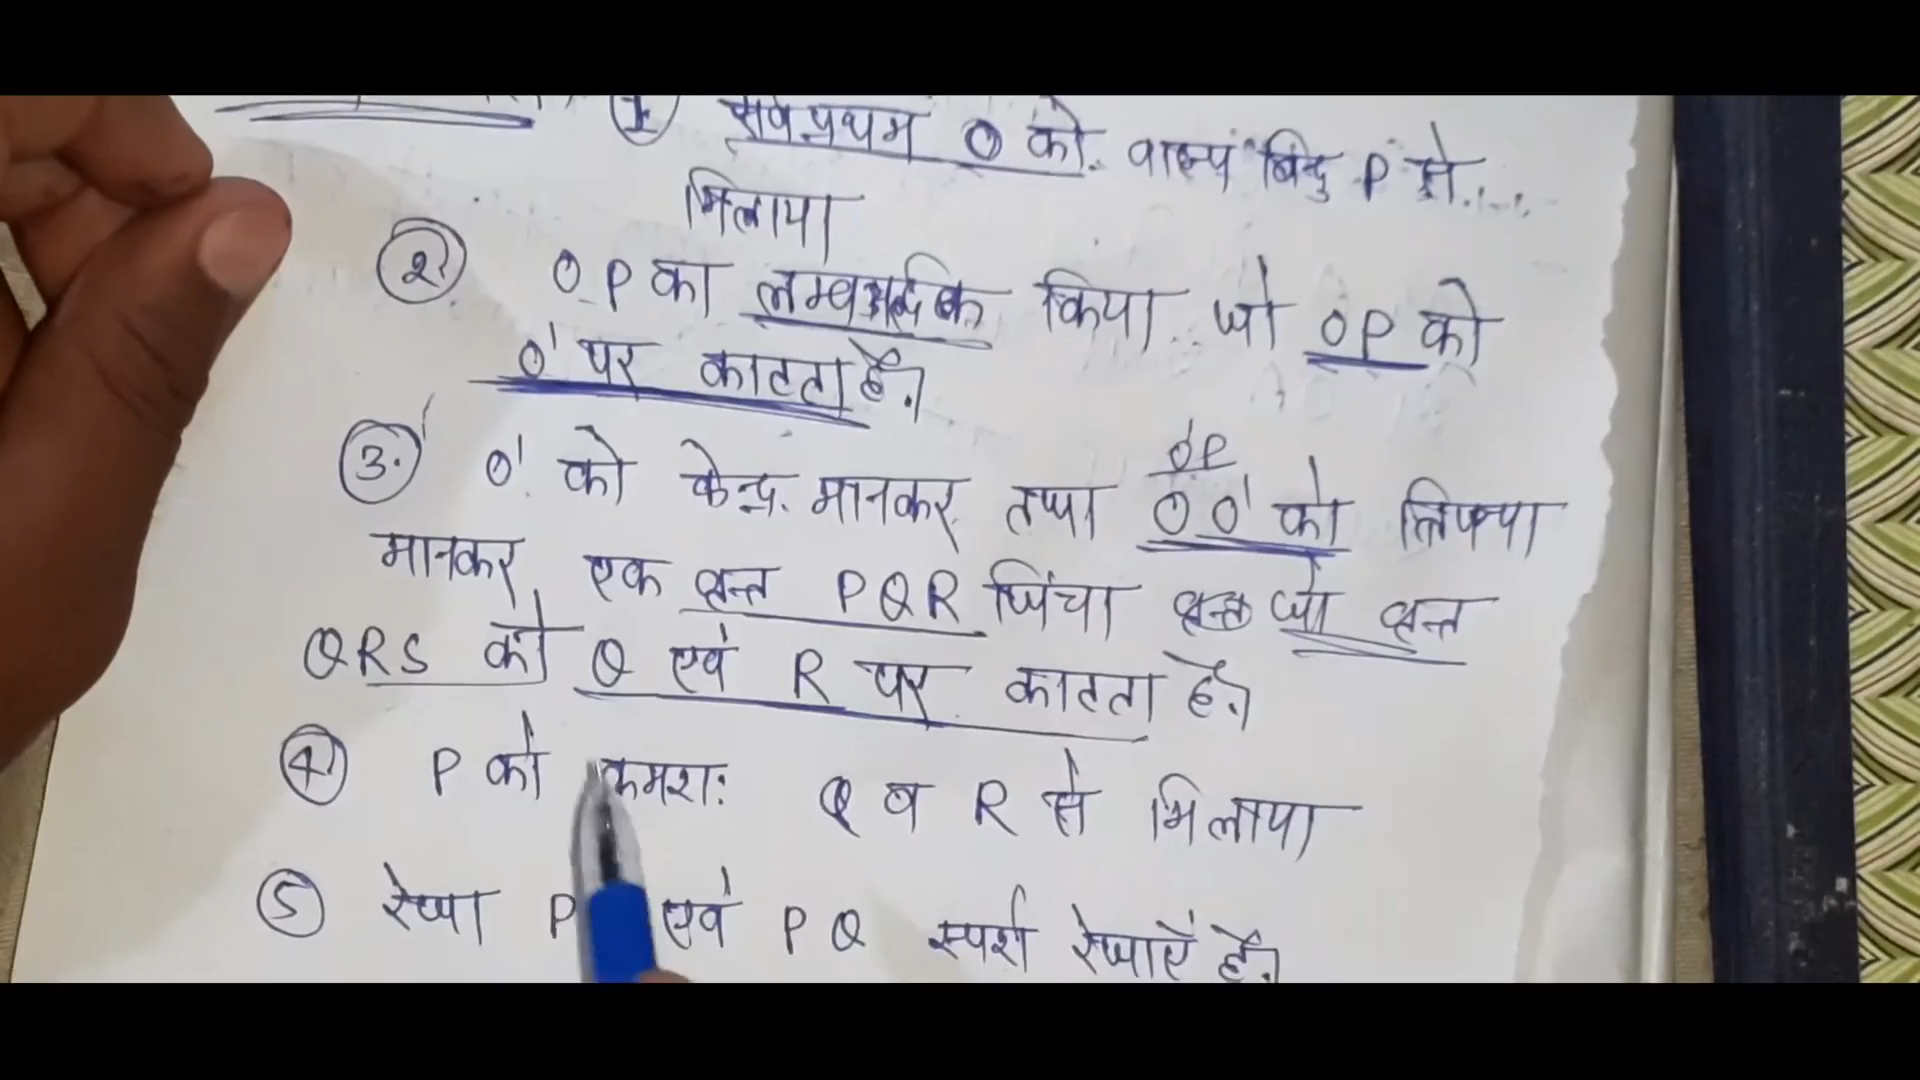 1 सर्वप्रथम O को वाह्य बिन्दु P से
मिलाया
2. OP का लम्बअर्द्धक किया जो OP को
O' पर काटता है।
O'P
3. O' को केन्द्र मानकर तथा OO' को त्रिज्या
मानकर एक वृत्त PQR खिंचा जो वृत्त
QRS को Q एवं R पर काटता है।
4. P को क्रमश: Q व R से मिलाया
5 रेखा P एवं PQ स्पर्श रेखाएँ है।